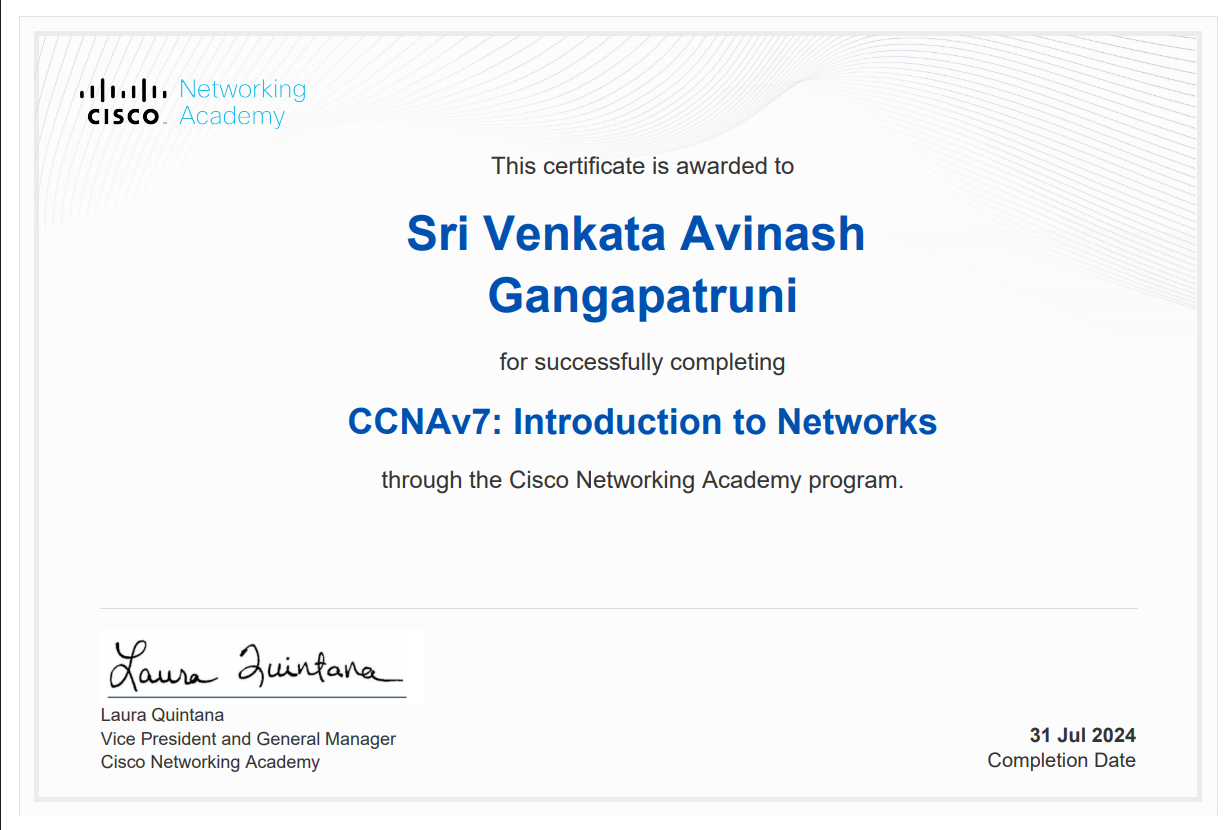 Networking
CISCO Academy
This certificate is awarded to
Sri Venkata Avinash
Gangapatruni
for successfully completing
CCNAv7: Introduction to Networks
through the Cisco Networking Academy program.
Laura Quintana
Laura Quintana
Vice President and General Manager
Cisco Networking Academy
31 Jul 2024
Completion Date